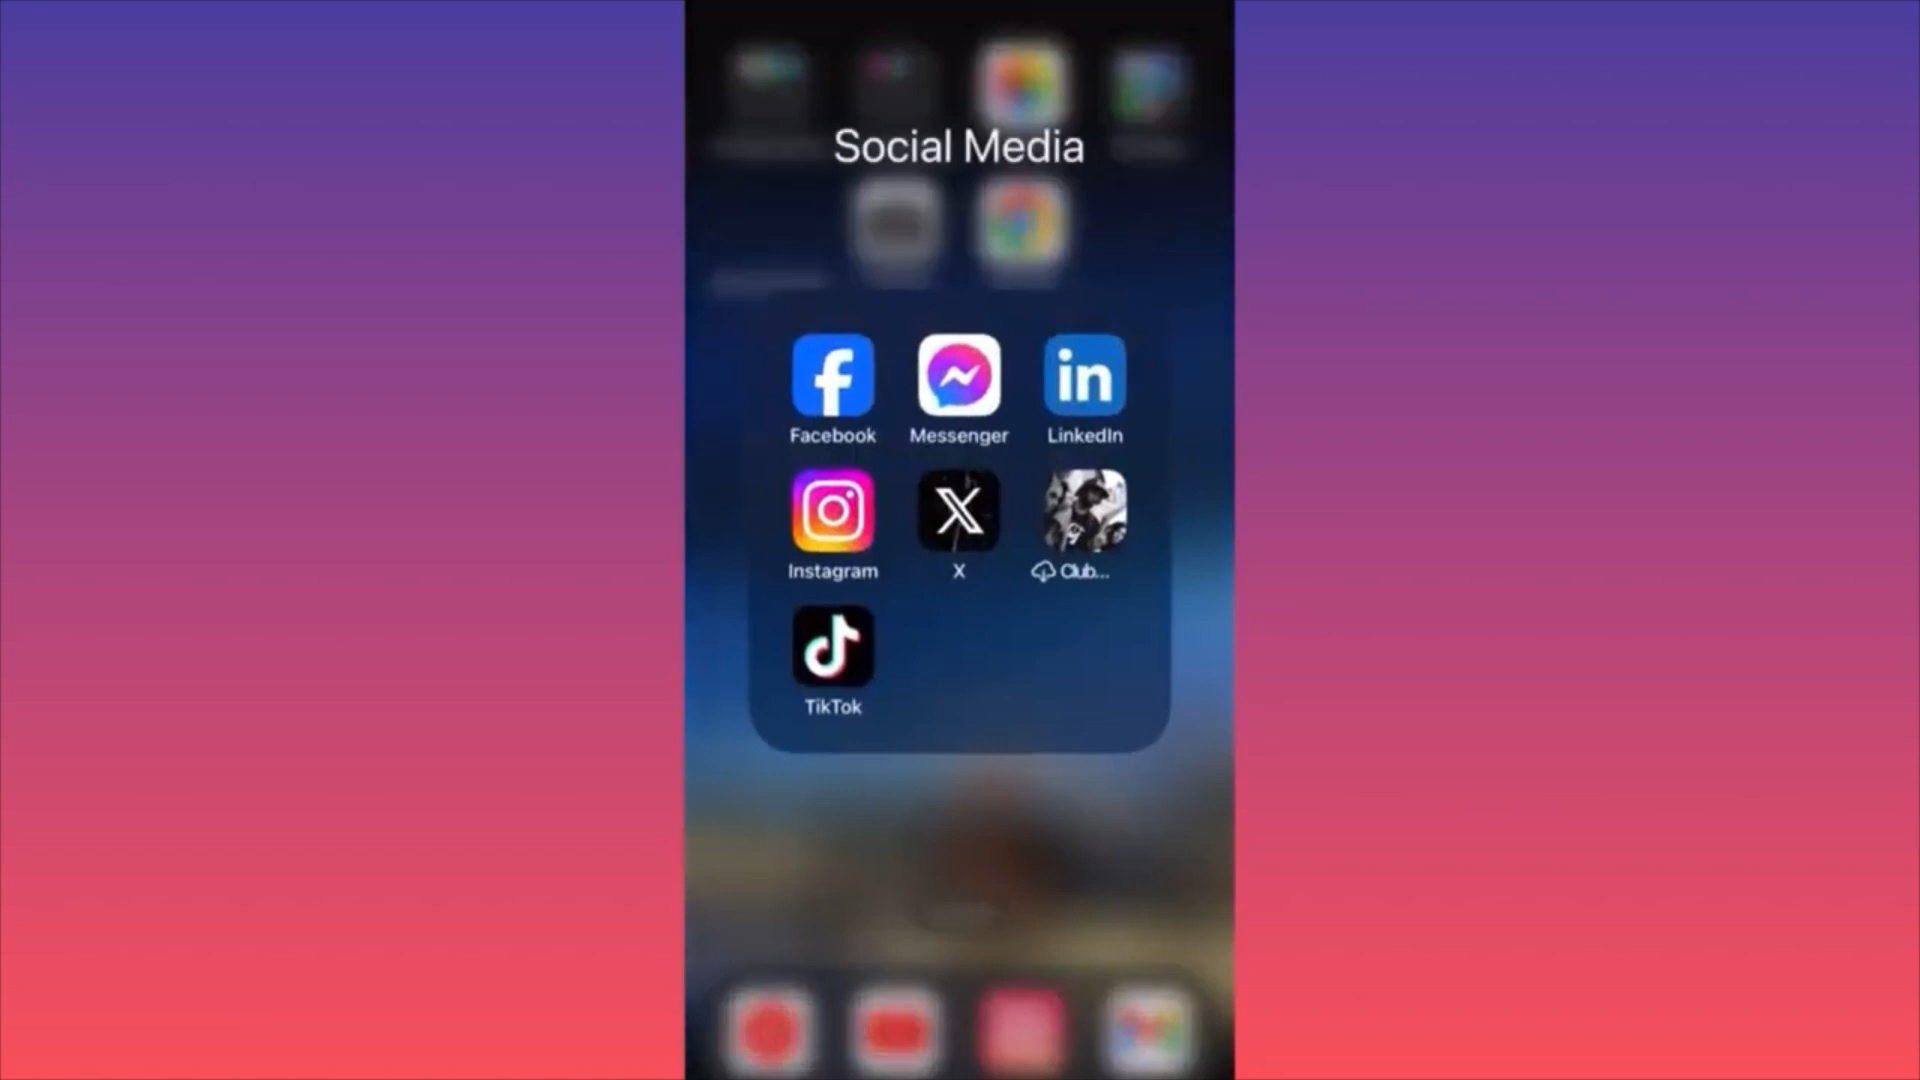 Social Media
Facebook Messenger LinkedIn
Instagram X Club...
TikTok